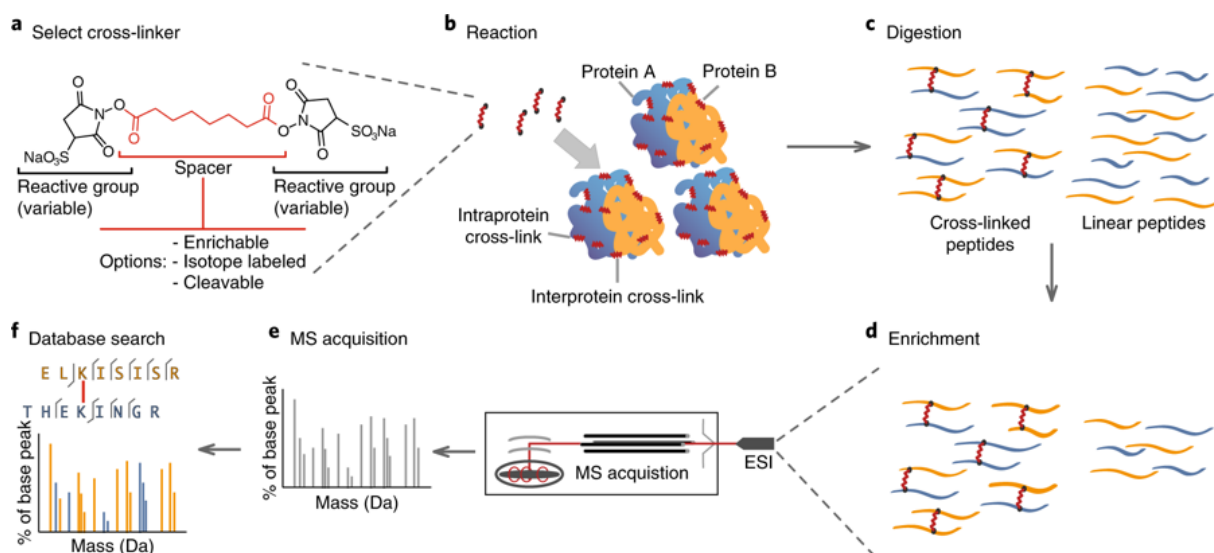 a Select cross-linker
O
O
O
N
O
O
O
O
N
O
O
SO₃Na
NaO₃S
Spacer
Reactive group
(variable)
Reactive group
(variable)
- Enrichable
Options: - Isotope labeled
- Cleavable
b Reaction
Protein A
Protein B
Intraprotein
cross-link
Interprotein cross-link
c Digestion
Cross-linked
peptides
Linear peptides
d Enrichment
ESI
MS acquistion
e MS acquisition
% of base peak
Mass (Da)
f Database search
E L K I S I S R
T H E K I N G R
% of base peak
Mass (Da)